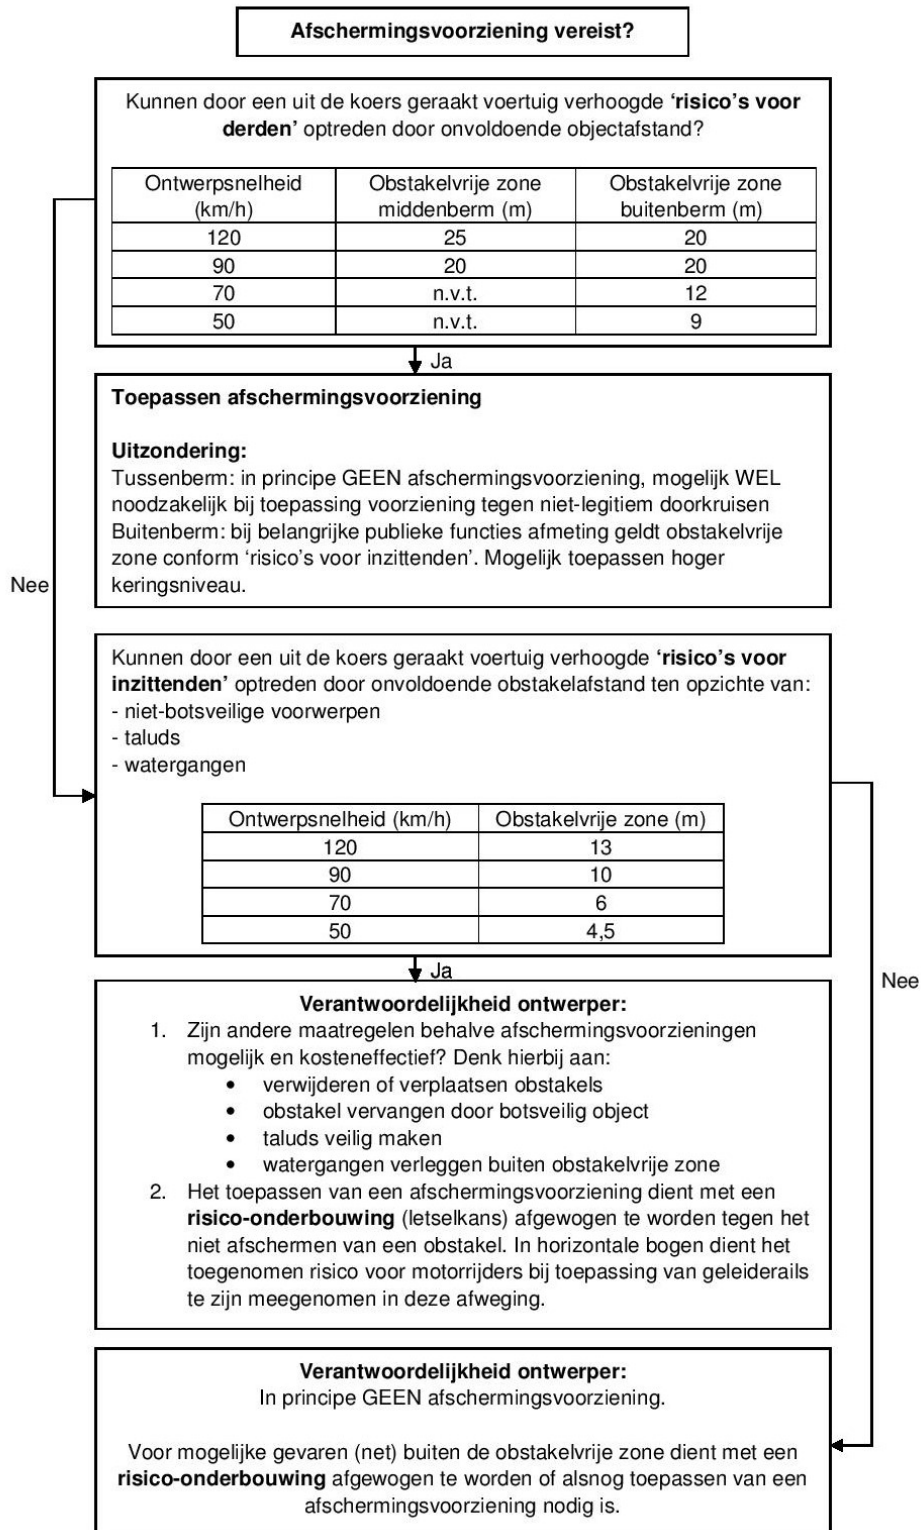 Afschermingsvoorziening vereist?
Kunnen door een uit de koers geraakt voertuig verhoogde ‘risico’s voor
derden’ optreden door onvoldoende objectafstand?
Ontwerpsnelheid
(km/h)
Obstakelvrije zone
middenberm (m)
Obstakelvrije zone
buitenberm (m)
120 25 20
90 20 20
70 n.v.t. 12
50 n.v.t. 9
Ja
Toepassen afschermingsvoorziening
Uitzondering:
Tussenberm: in principe GEEN afschermingsvoorziening, mogelijk WEL
noodzakelijk bij toepassing voorziening tegen niet-legitiem doorkruisen
Buitenberm: bij belangrijke publieke functies afmeting geldt obstakelvrije
zone conform ‘risico’s voor inzittenden’. Mogelijk toepassen hoger
keringsniveau.
Nee
Kunnen door een uit de koers geraakt voertuig verhoogde ‘risico’s voor
inzittenden’ optreden door onvoldoende obstakelafstand ten opzichte van:
- niet-botsveilige voorwerpen
- taluds
- watergangen
Ontwerpsnelheid (km/h) Obstakelvrije zone (m)
120 13
90 10
70 6
50 4,5
Ja
Nee
Verantwoordelijkheid ontwerper:
1. Zijn andere maatregelen behalve afschermingsvoorzieningen
mogelijk en kosteneffectief? Denk hierbij aan:
• verwijderen of verplaatsen obstakels
• obstakel vervangen door botsveilig object
• taluds veilig maken
• watergangen verleggen buiten obstakelvrije zone
2. Het toepassen van een afschermingsvoorziening dient met een
risico-onderbouwing (letselkans) afgewogen te worden tegen het
niet afschermen van een obstakel. In horizontale bogen dient het
toegenomen risico voor motorrijders bij toepassing van geleiderails
te zijn meegenomen in deze afweging.
Verantwoordelijkheid ontwerper:
In principe GEEN afschermingsvoorziening.
Voor mogelijke gevaren (net) buiten de obstakelvrije zone dient met een
risico-onderbouwing afgewogen te worden of alsnog toepassen van een
afschermingsvoorziening nodig is.